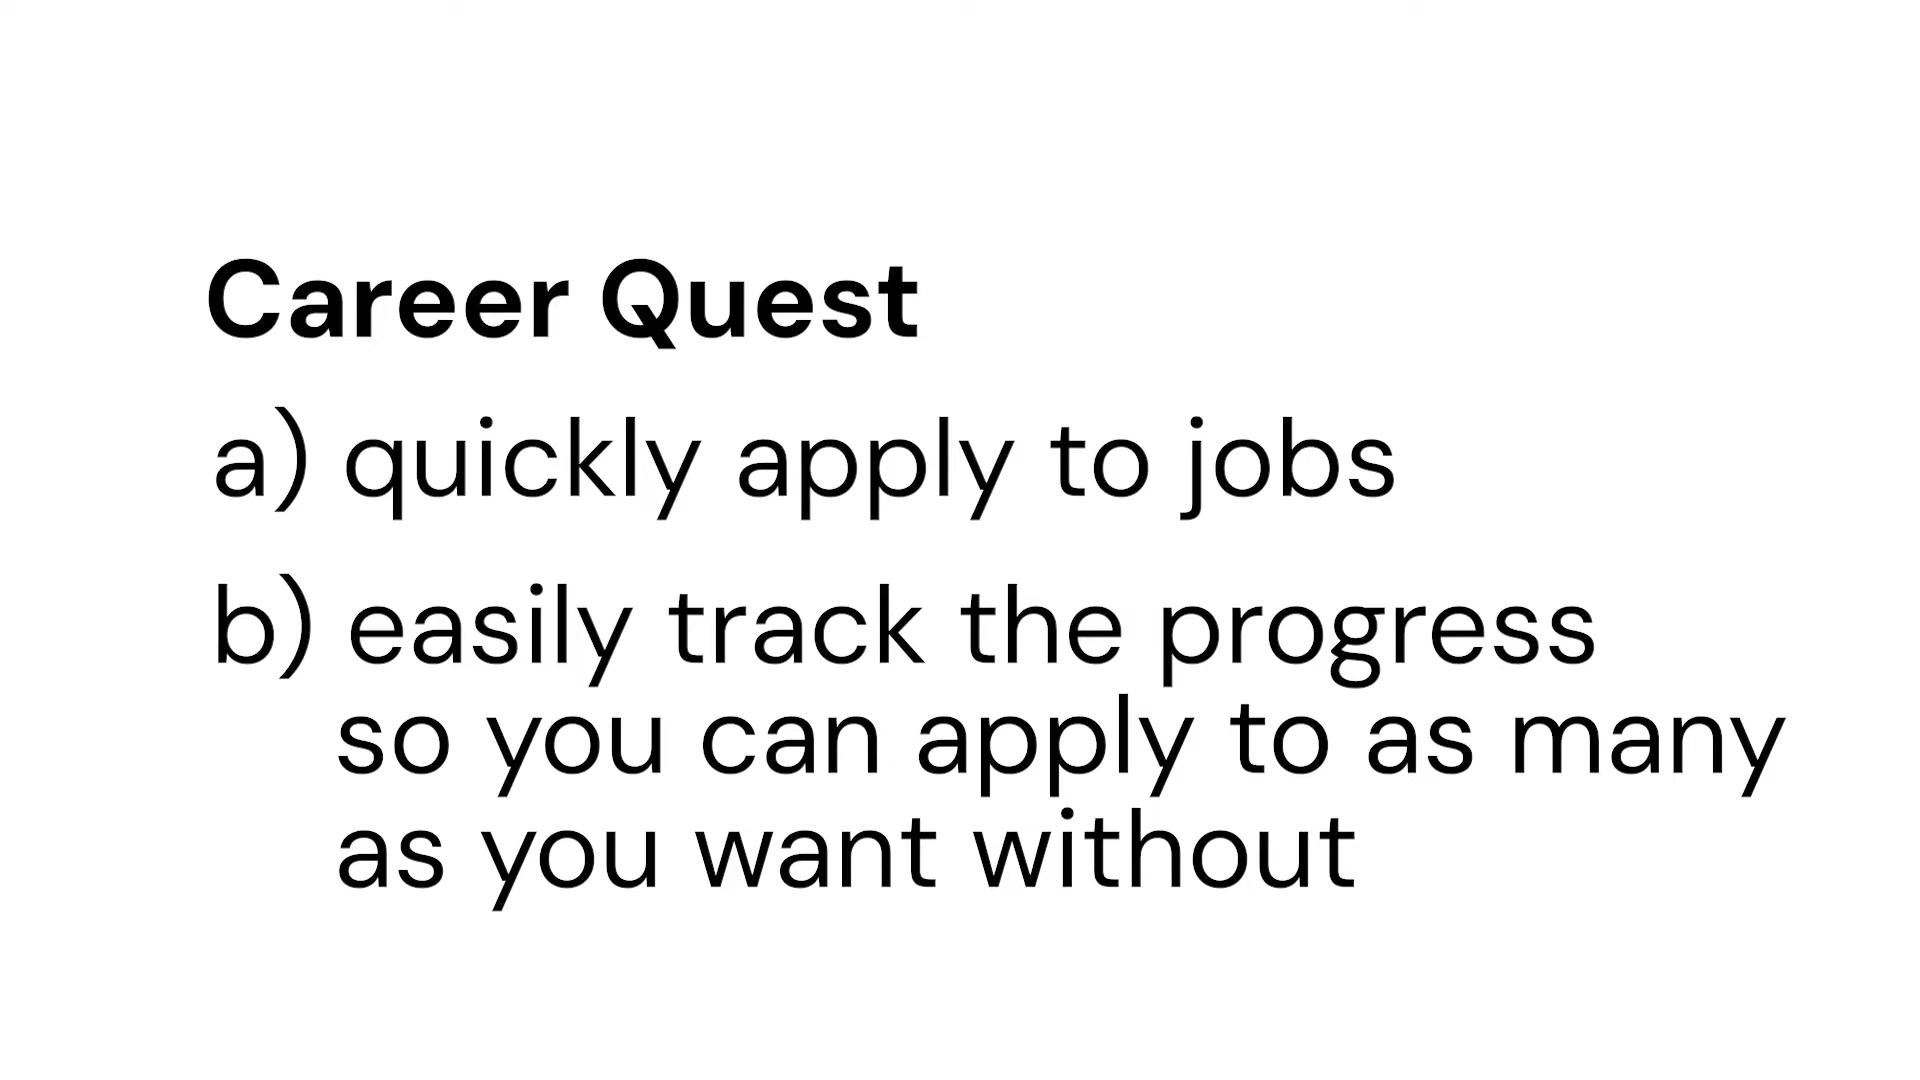 Career Quest
a) quickly apply to jobs
b) easily track the progress
so you can apply to as many
as you want without